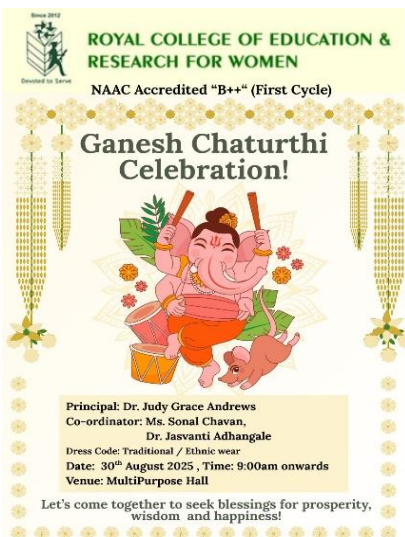 Since 2012
ROYAL COLLEGE OF EDUCATION &
RESEARCH FOR WOMEN
Devoted to Serve
NAAC Accredited “B++“ (First Cycle)
Ganesh Chaturthi
Celebration!
Principal: Dr. Judy Grace Andrews
Co-ordinator: Ms. Sonal Chavan,
Dr. Jasvanti Adhangale
Dress Code: Traditional / Ethnic wear
Date: 30th August 2025 , Time: 9:00am onwards
Venue: MultiPurpose Hall
Let's come together to seek blessings for prosperity,
wisdom and happiness!